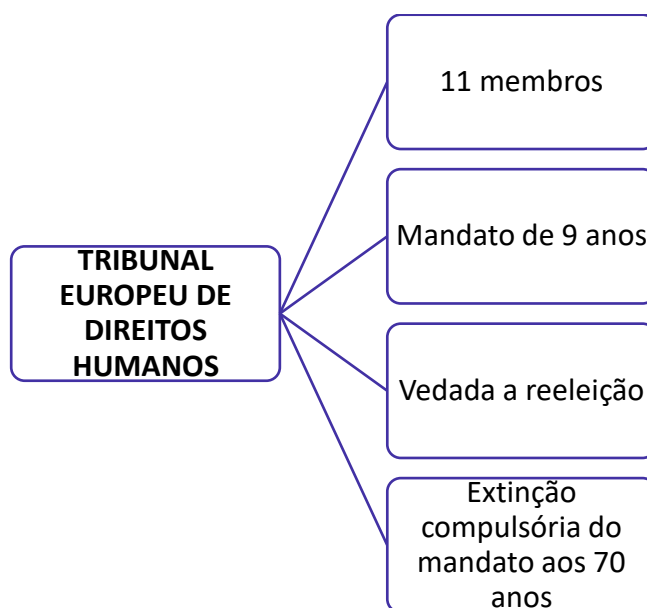 TRIBUNAL
EUROPEU DE
DIREITOS
HUMANOS
11 membros
Mandato de 9 anos
Vedada a reeleição
Extinção
compulsória do
mandato aos 70
anos